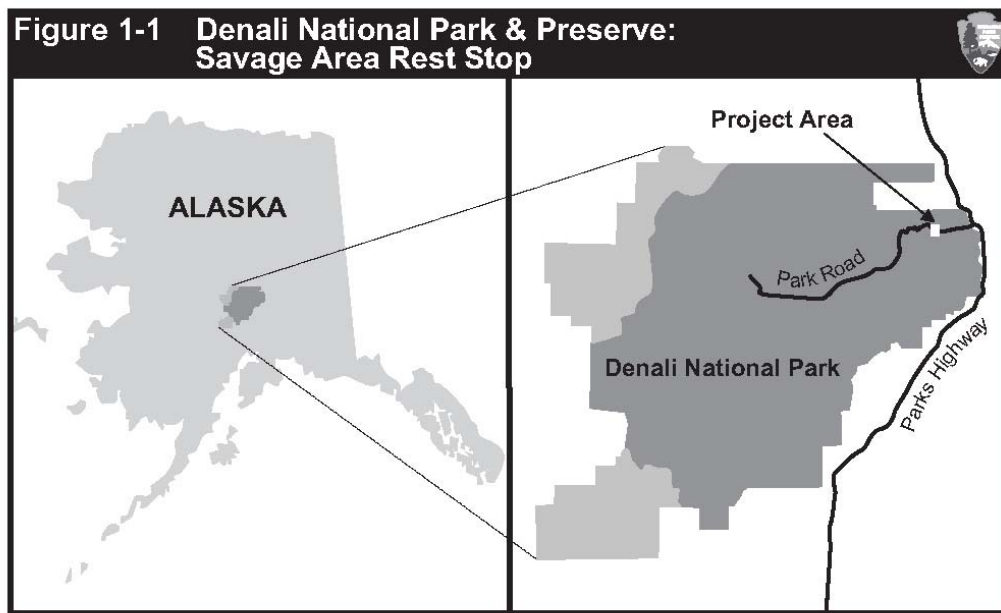 Figure 1-1 Denali National Park & Preserve:
Savage Area Rest Stop
ALASKA
Project Area
Park Road
Denali National Park
Parks Highway